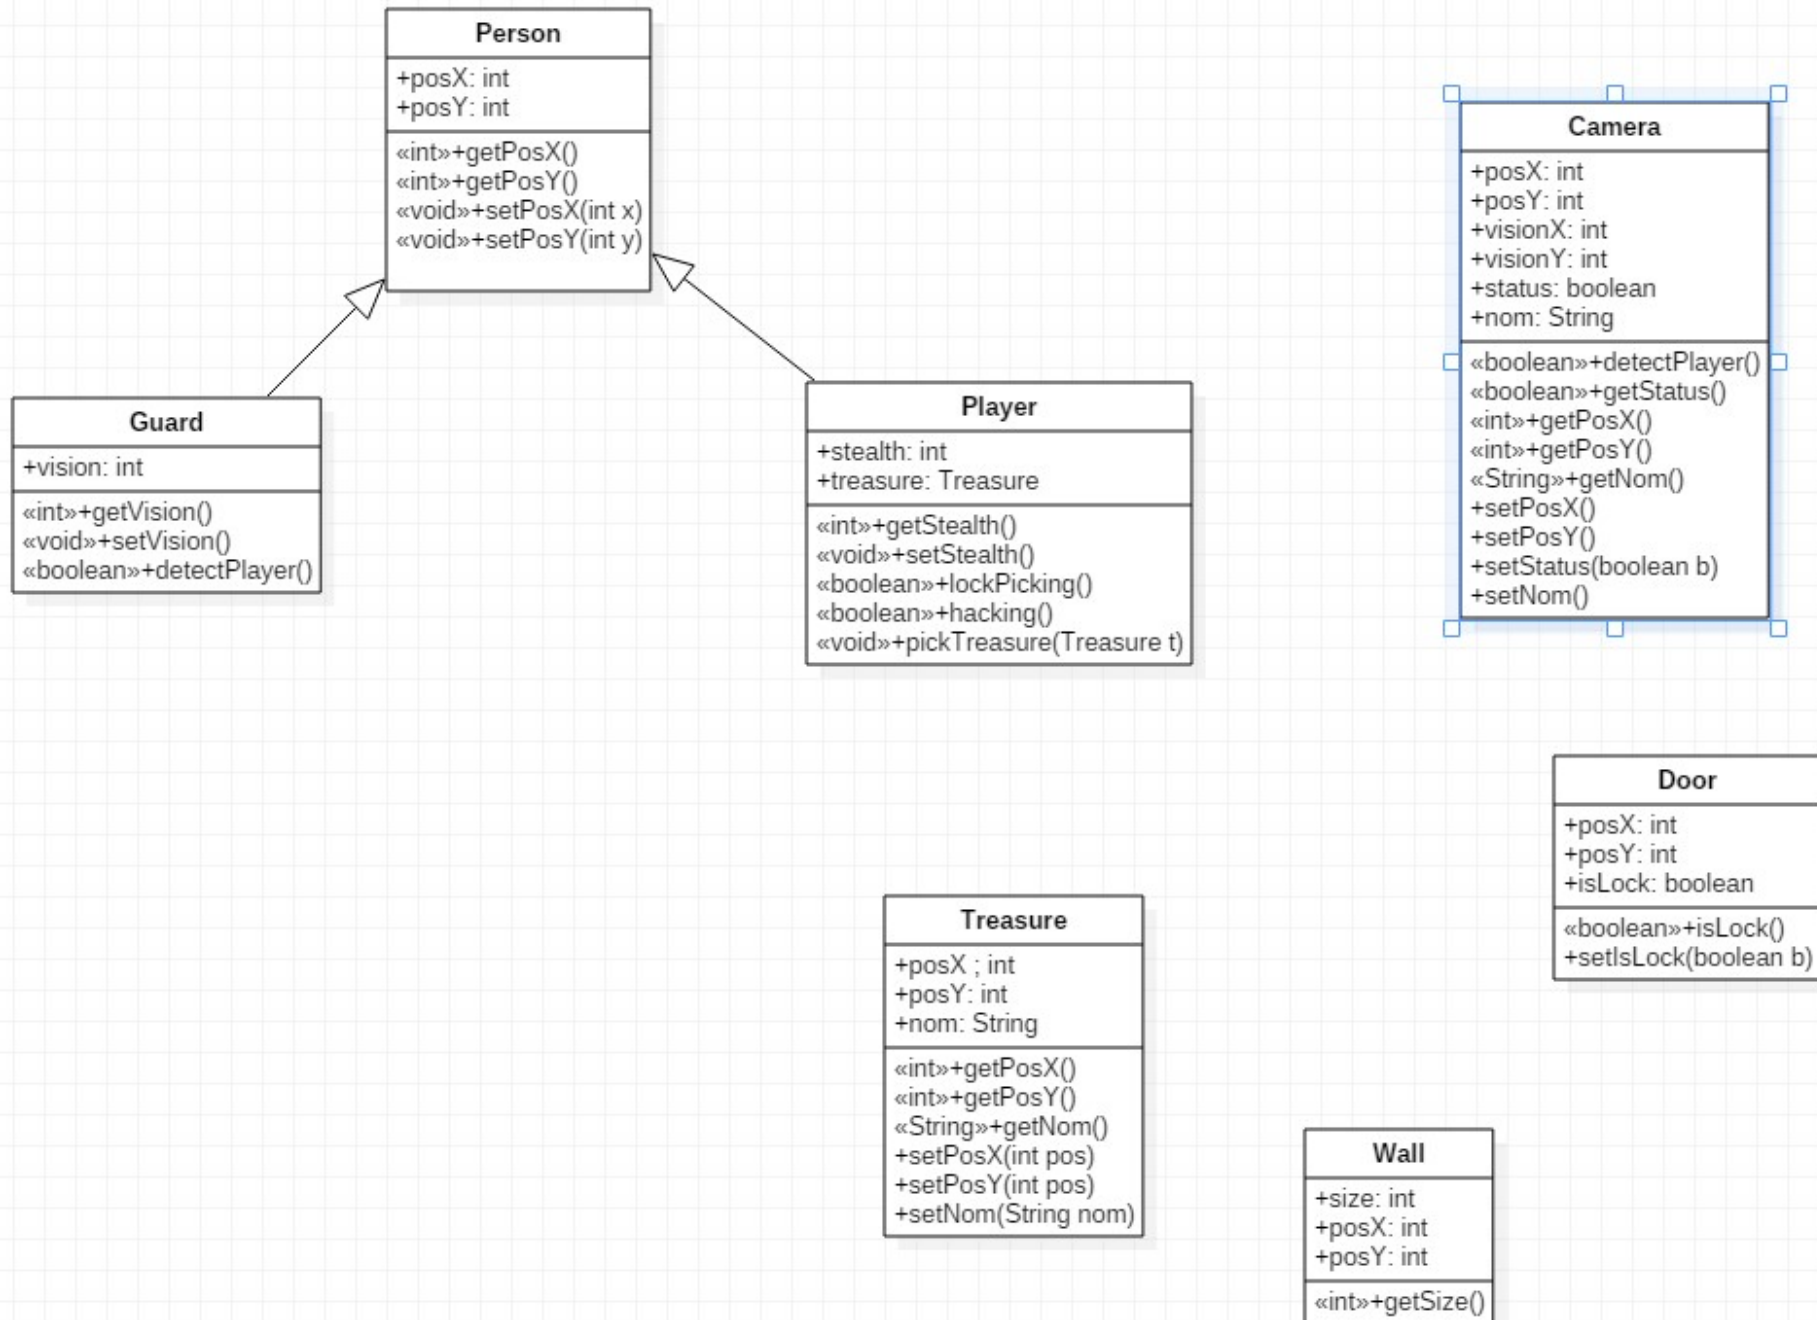 Person
+posX: int
+posY: int
«int»+getPosX()
«int»+getPosY()
«void»+setPosX(int x)
«void»+setPosY(int y)
Camera
+posX: int
+posY: int
+visionX: int
+visionY: int
+status: boolean
+nom: String
«boolean»+detectPlayer()
«boolean»+getStatus()
«int»+getPosX()
«int»+getPosY()
«String»+getNom()
+setPosX()
+setPosY()
+setStatus(boolean b)
+setNom()
Guard
+vision: int
«int»+getVision()
«void»+setVision()
«boolean»+detectPlayer()
Player
+stealth: int
+treasure: Treasure
«int»+getStealth()
«void»+setStealth()
«boolean»+lockPicking()
«boolean»+hacking()
«void»+pickTreasure(Treasure t)
Door
+posX: int
+posY: int
+isLock: boolean
«boolean»+isLock()
+setIsLock(boolean b)
Treasure
+posX ; int
+posY: int
+nom: String
«int»+getPosX()
«int»+getPosY()
«String»+getNom()
+setPosX(int pos)
+setPosY(int pos)
+setNom(String nom)
Wall
+size: int
+posX: int
+posY: int
«int»+getSize()